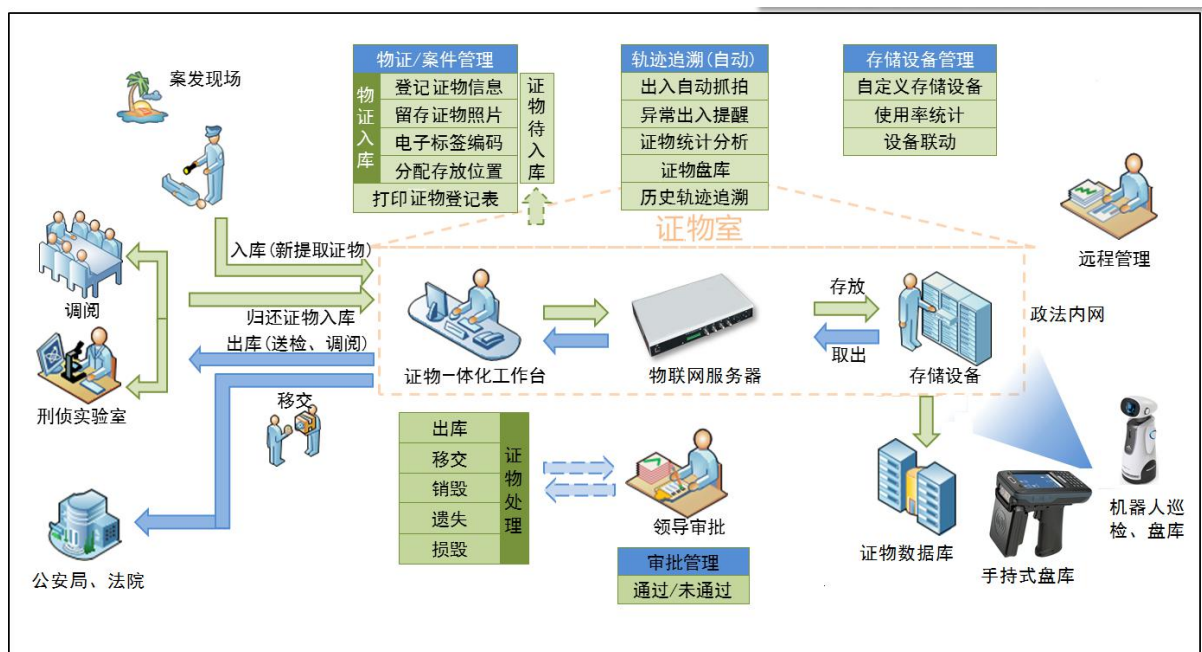 案发现场
物证/案件管理
物证入库
登记证物信息
留存证物照片
电子标签编码
分配存放位置
打印证物登记表
证物待入库
轨迹追溯(自动)
出入自动抓拍
异常出入提醒
证物统计分析
证物盘库
历史轨迹追溯
存储设备管理
自定义存储设备
使用率统计
设备联动
证物室
远程管理
政法内网
调阅
刑侦实验室
入库(新提取证物)
归还证物入库
出库(送检、调阅)
移交
公安局、法院
证物一体化工作台
物联网服务器
存放
取出
存储设备
出库
移交
销毁
遗失
损毁
证物处理
领导审批
审批管理
通过/未通过
证物数据库
手持式盘库
机器人巡
检、盘库